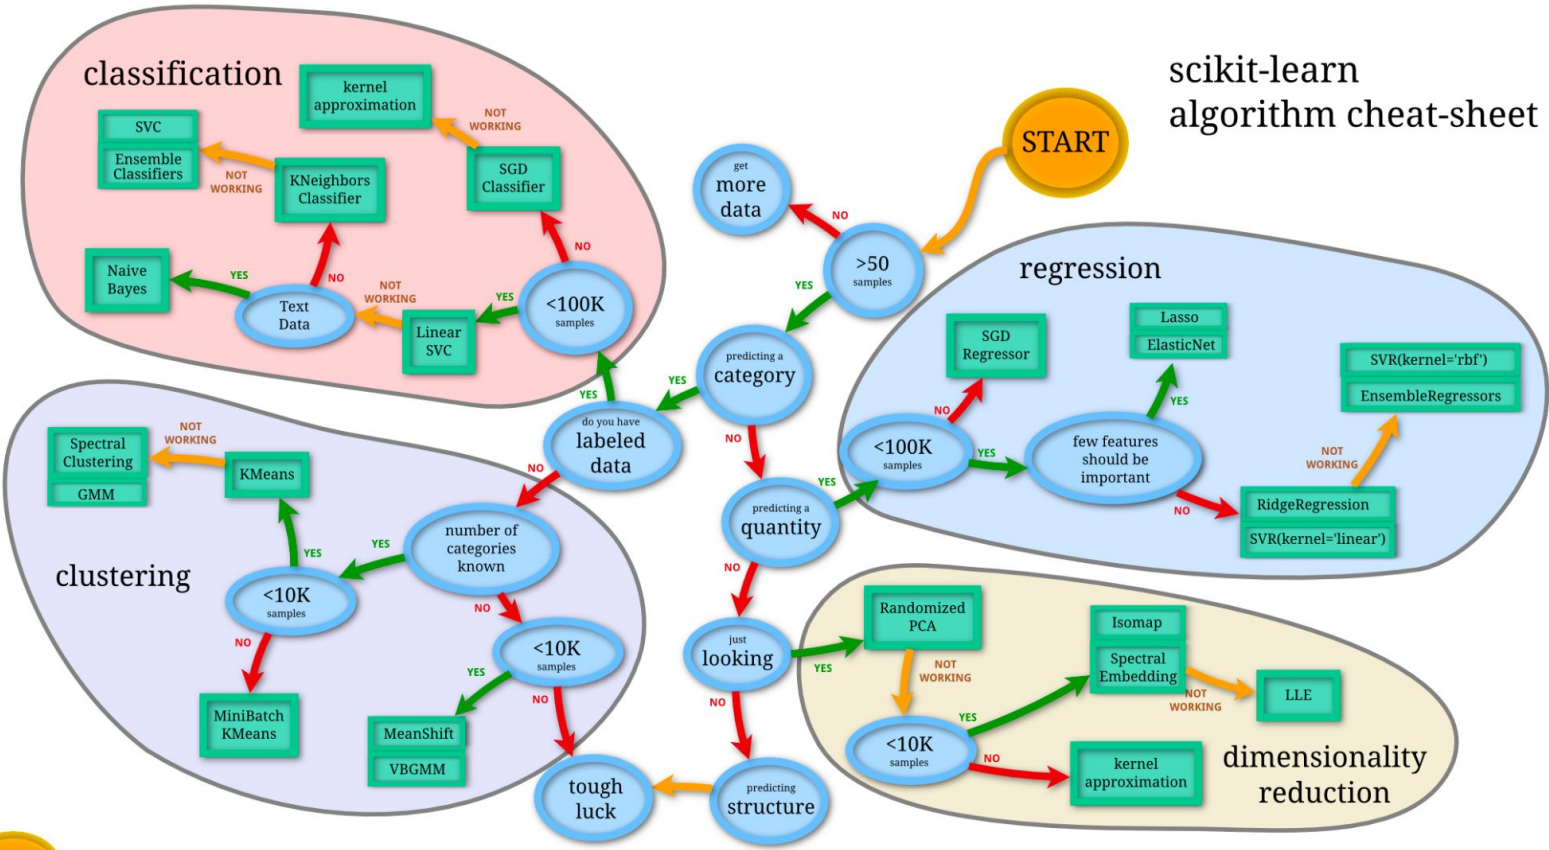 scikit-learn
algorithm cheat-sheet
START
>50
samples
NO
get
more
data
YES
predicting a
category
YES
do you have
labeled
data
YES
NO
NO
classification
<100K
samples
NO
SGD
Classifier
NOT
WORKING
kernel
approximation
YES
Linear
SVC
NOT
WORKING
Text
Data
YES
Naive
Bayes
NO
KNeighbors
Classifier
NOT
WORKING
SVC
Ensemble
Classifiers
clustering
number of
categories
known
YES
<10K
samples
YES
KMeans
NOT
WORKING
Spectral
Clustering
GMM
NO
MiniBatch
KMeans
NO
<10K
samples
YES
MeanShift
VBGMM
NO
tough
luck
predicting a
quantity
YES
NO
regression
<100K
samples
NO
SGD
Regressor
YES
few features
should be
important
YES
Lasso
ElasticNet
NO
RidgeRegression
SVR(kernel='linear')
NOT
WORKING
SVR(kernel='rbf')
EnsembleRegressors
just
looking
YES
NO
predicting
structure
dimensionality
reduction
Randomized
PCA
NOT
WORKING
<10K
samples
YES
Isomap
Spectral
Embedding
NOT
WORKING
LLE
NO
kernel
approximation